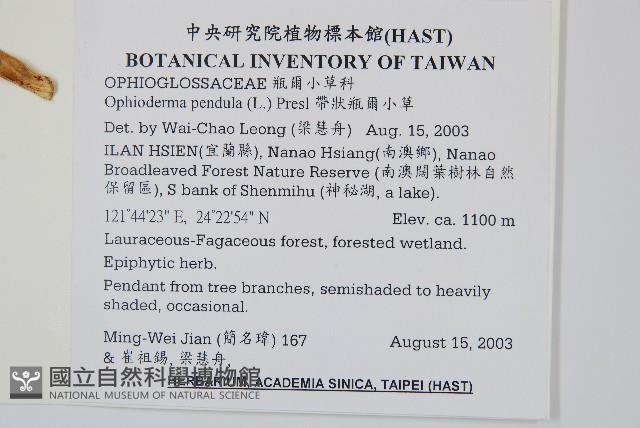 中央研究院植物標本館(HAST)
BOTANICAL INVENTORY OF TAIWAN
OPHIOGLOSSACEAE 瓶爾小草科
Ophioderma pendula (L.) Presl 帶狀瓶爾小草
Det. by Wai-Chao Leong (梁慧舟) Aug. 15, 2003
ILAN HSIEN(宜蘭縣), Nanao Hsiang(南澳鄉), Nanao
Broadleaved Forest Nature Reserve (南澳闊葉樹林自然
保留區), S bank of Shenmihu (神秘湖, a lake).
121°44'23" E, 24°22'54" N Elev. ca. 1100 m
Lauraceous-Fagaceous forest, forested wetland.
Epiphytic herb.
Pendant from tree branches, semishaded to heavily
shaded, occasional.
Ming-Wei Jian (簡名瑋) 167 August 15, 2003
& 崔祖錫, 梁慧舟.
HERBARIUM, ACADEMIA SINICA, TAIPEI (HAST)
國立自然科學博物館
NATIONAL MUSEUM OF NATURAL SCIENCE